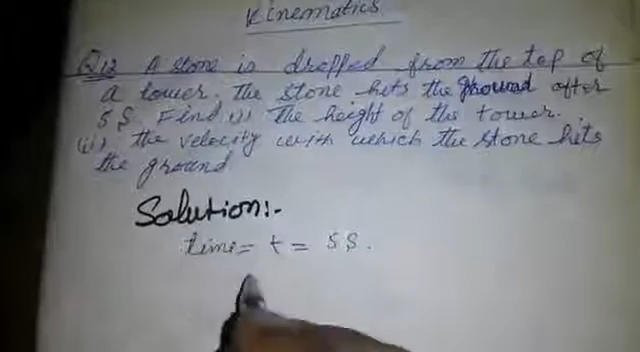 Kinematics
Q12 A stone is dropped from the top of
a tower. The stone hits the ground after
5 S. Find (i) The height of the tower.
(ii) the velocity with which the stone hits
the ground
Solution:-
time = t = 5 S.